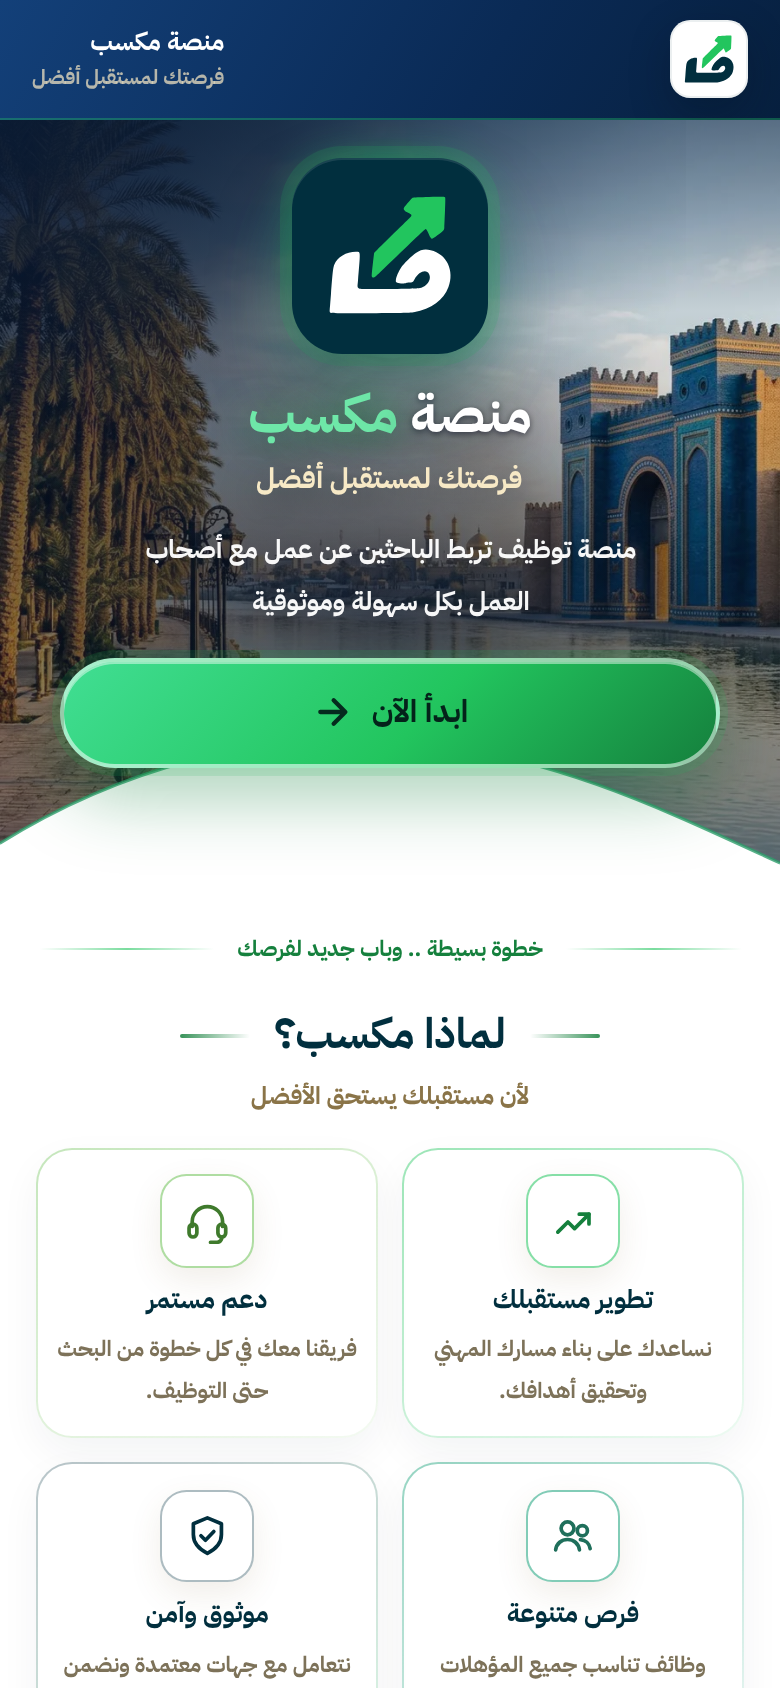 منصة مكسب
فرصتك لمستقبل أفضل
منصة مكسب
فرصتك لمستقبل أفضل
منصة توظيف تربط الباحثين عن عمل مع أصحاب
العمل بكل سهولة وموثوقية
ابدأ الآن
خطوة بسيطة .. وباب جديد لفرصك
لماذا مكسب؟
لأن مستقبلك يستحق الأفضل
تطوير مستقبلك
نساعدك على بناء مسارك المهني
وتحقيق أهدافك.
دعم مستمر
فريقنا معك في كل خطوة من البحث
حتى التوظيف.
فرص متنوعة
وظائف تناسب جميع المؤهلات
موثوق وآمن
نتعامل مع جهات معتمدة ونضمن